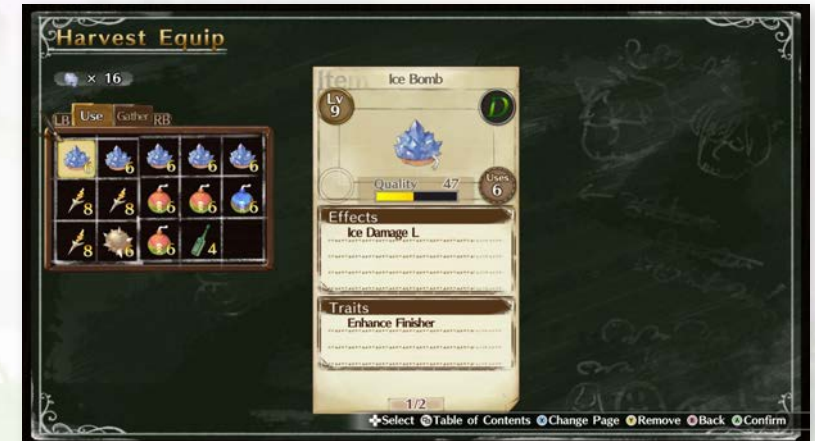 Harvest Equip
× 16
LB Use Gather RB
6 6 6 6
8 8 6 6 6
8 6 6 4
Item
Ice Bomb
Lv
9
D
Quality 47
Uses
6
Effects
Ice Damage L
Traits
Enhance Finisher
1/2
Select Table of Contents Change Page Remove Back Confirm